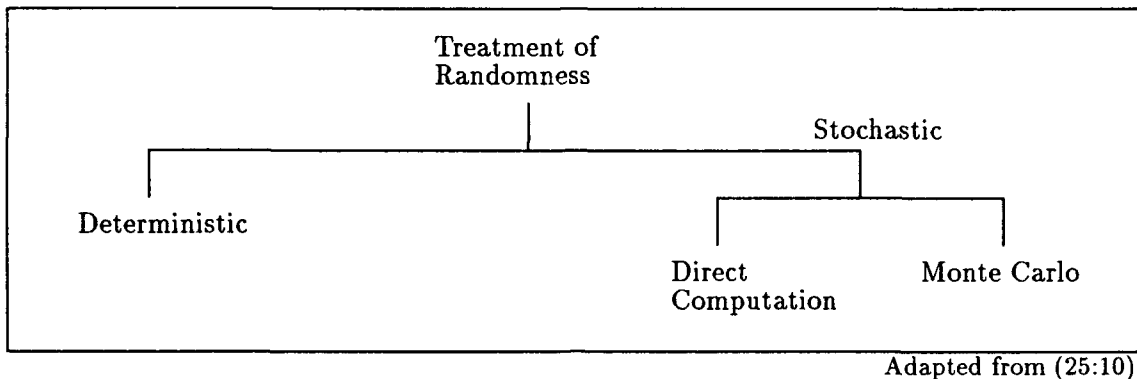 Treatment of
Randomness
Stochastic
Deterministic
Direct
Computation
Monte Carlo
Adapted from (25:10)